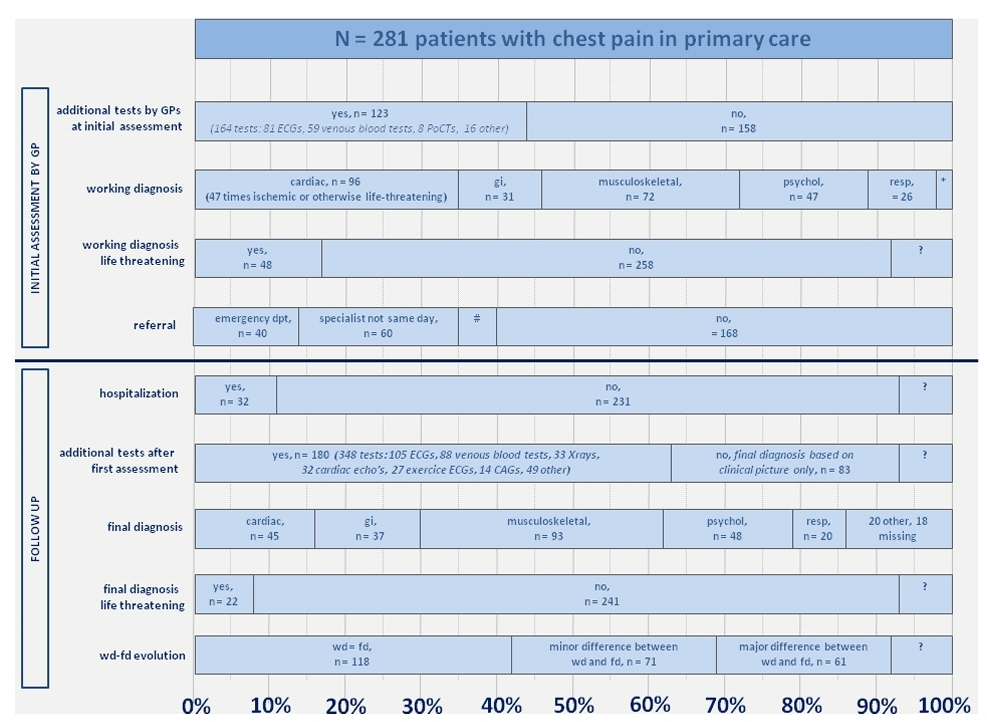 N = 281 patients with chest pain in primary care
INITIAL ASSESSMENT BY GP
additional tests by GPs
at initial assessment
yes, n= 123
(164 tests: 81 ECGs, 59 venous blood tests, 8 PoCTs, 16 other)
no,
n= 158
working diagnosis
cardiac, n = 96
(47 times ischemic or otherwise life-threatening)
gi,
n= 31
musculoskeletal,
n= 72
psychol,
n= 47
resp,
= 26
*
working diagnosis
life threatening
yes,
n= 48
no,
n= 258
?
referral
emergency dpt,
n= 40
specialist not same day,
n= 60
#
no,
= 168
FOLLOW UP
hospitalization
yes,
n= 32
no,
n= 231
?
additional tests after
first assessment
yes, n= 180 (348 tests: 105 ECGs, 88 venous blood tests, 33 Xrays,
32 cardiac echo's, 27 exercice ECGs, 14 CAGs, 49 other)
no, final diagnosis based on
clinical picture only, n= 83
?
final diagnosis
cardiac,
n= 45
gi,
n= 37
musculoskeletal,
n= 93
psychol,
n= 48
resp,
n= 20
20 other, 18
missing
final diagnosis
life threatening
yes,
n= 22
no,
n= 241
?
wd-fd evolution
wd= fd,
n= 118
minor difference between
wd and fd, n= 71
major difference between
wd and fd, n= 61
?
0% 10% 20% 30% 40% 50% 60% 70% 80% 90% 100%